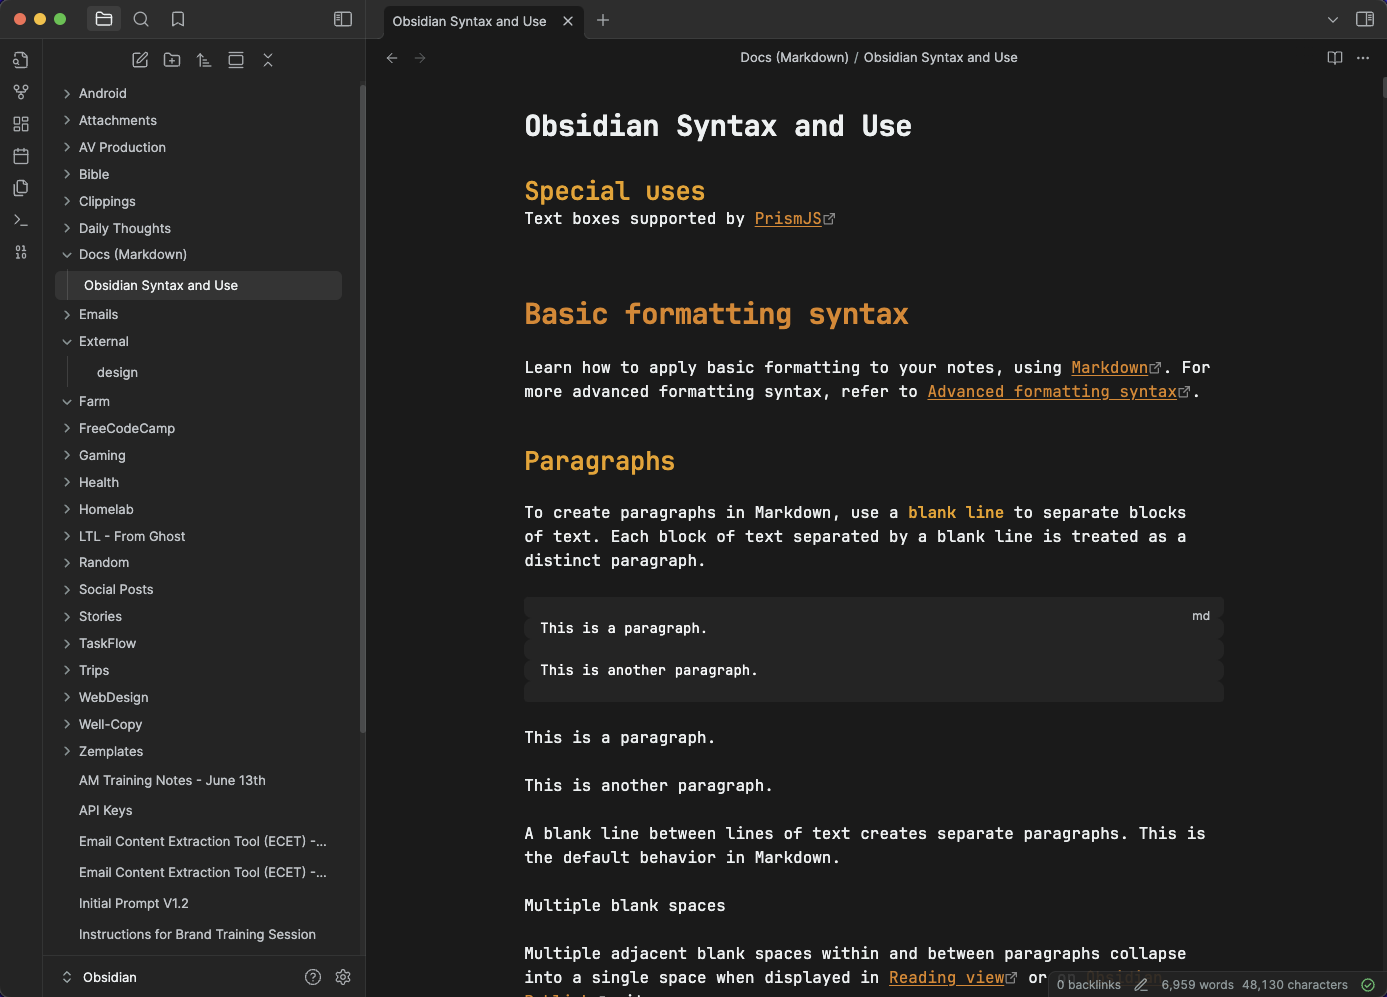 Obsidian Syntax and Use
Docs (Markdown) / Obsidian Syntax and Use
Android
Attachments
AV Production
Bible
Clippings
Daily Thoughts
Docs (Markdown)
Obsidian Syntax and Use
Emails
External
design
Farm
FreeCodeCamp
Gaming
Health
Homelab
LTL - From Ghost
Random
Social Posts
Stories
TaskFlow
Trips
WebDesign
Well-Copy
Zemplates
AM Training Notes - June 13th
API Keys
Email Content Extraction Tool (ECET) -...
Email Content Extraction Tool (ECET) -...
Initial Prompt V1.2
Instructions for Brand Training Session
Obsidian
Obsidian Syntax and Use
Special uses
Text boxes supported by PrismJS
Basic formatting syntax
Learn how to apply basic formatting to your notes, using Markdown. For
more advanced formatting syntax, refer to Advanced formatting syntax.
Paragraphs
To create paragraphs in Markdown, use a blank line to separate blocks
of text. Each block of text separated by a blank line is treated as a
distinct paragraph.
md
This is a paragraph.
This is another paragraph.
This is a paragraph.
This is another paragraph.
A blank line between lines of text creates separate paragraphs. This is
the default behavior in Markdown.
Multiple blank spaces
Multiple adjacent blank spaces within and between paragraphs collapse
into a single space when displayed in Reading view or on Obsidian
0 backlinks 6,959 words 48,130 characters